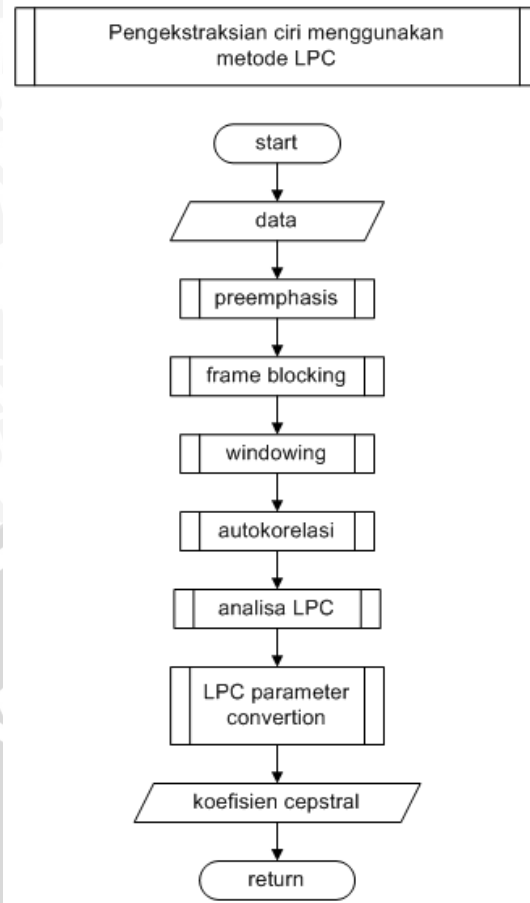 Pengekstraksian ciri menggunakan
metode LPC
start
data
preemphasis
frame blocking
windowing
autokorelasi
analisa LPC
LPC parameter
convertion
koefisien cepstral
return